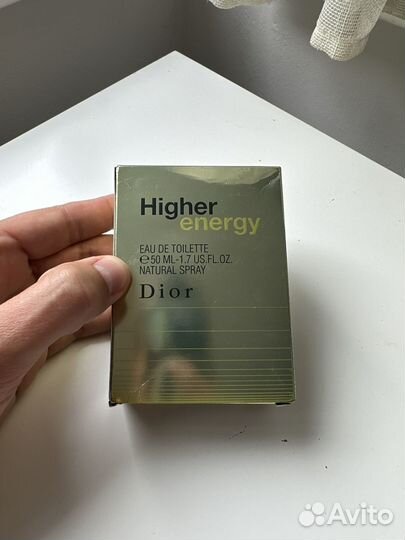 Higher
energy
EAU DE TOILETTE
℮50 ML-1.7 US.FL.OZ.
NATURAL SPRAY
Dior
Avito